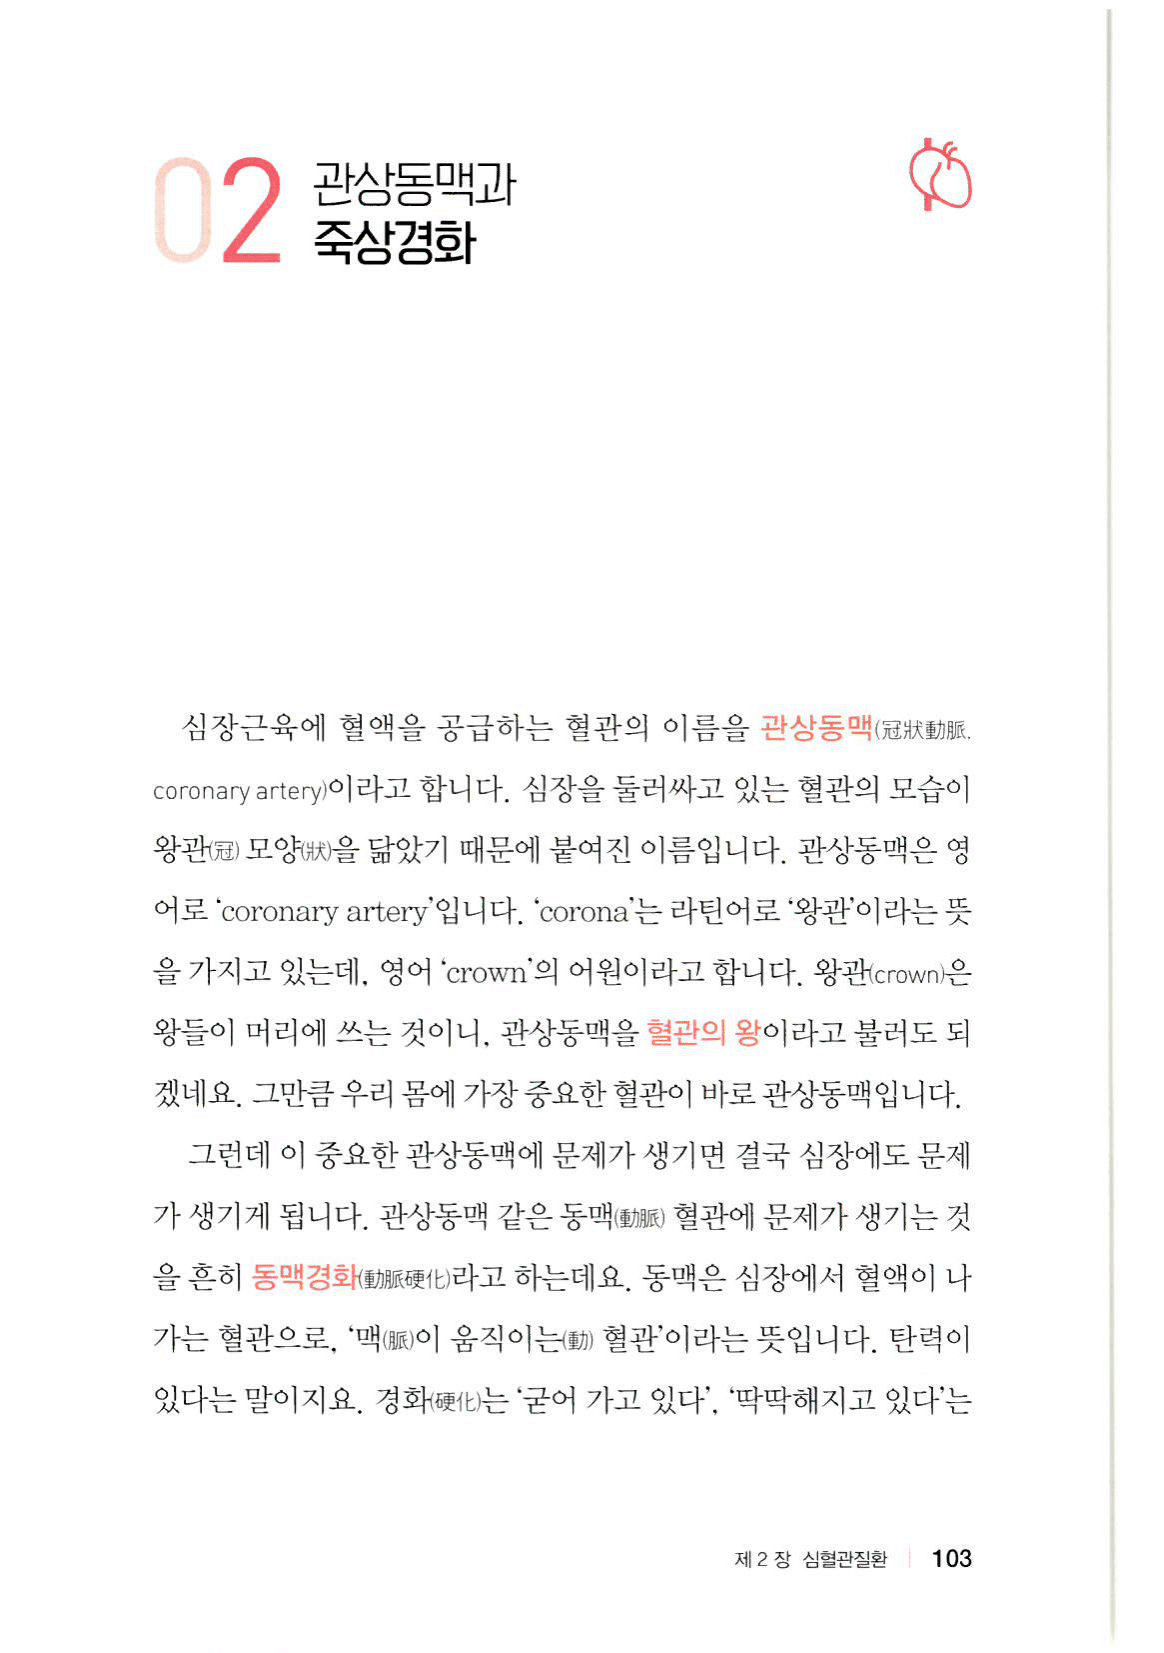 02 관상동맥과
죽상경화
심장근육에 혈액을 공급하는 혈관의 이름을 관상동맥(冠狀動脈,
coronary artery)이라고 합니다. 심장을 둘러싸고 있는 혈관의 모습이
왕관(冠) 모양(狀)을 닮았기 때문에 붙여진 이름입니다. 관상동맥은 영
어로 ‘coronary artery’입니다. ‘corona’는 라틴어로 ‘왕관’이라는 뜻
을 가지고 있는데, 영어 ‘crown’의 어원이라고 합니다. 왕관(crown)은
왕들이 머리에 쓰는 것이니, 관상동맥을 혈관의 왕이라고 불러도 되
겠네요. 그만큼 우리 몸에 가장 중요한 혈관이 바로 관상동맥입니다.
그런데 이 중요한 관상동맥에 문제가 생기면 결국 심장에도 문제
가 생기게 됩니다. 관상동맥 같은 동맥(動脈) 혈관에 문제가 생기는 것
을 흔히 동맥경화(動脈硬化)라고 하는데요. 동맥은 심장에서 혈액이 나
가는 혈관으로, ‘맥(脈)이 움직이는(動) 혈관’이라는 뜻입니다. 탄력이
있다는 말이지요. 경화(硬化)는 ‘굳어 가고 있다’, ‘딱딱해지고 있다’는
제 2 장 심혈관질환 | 103